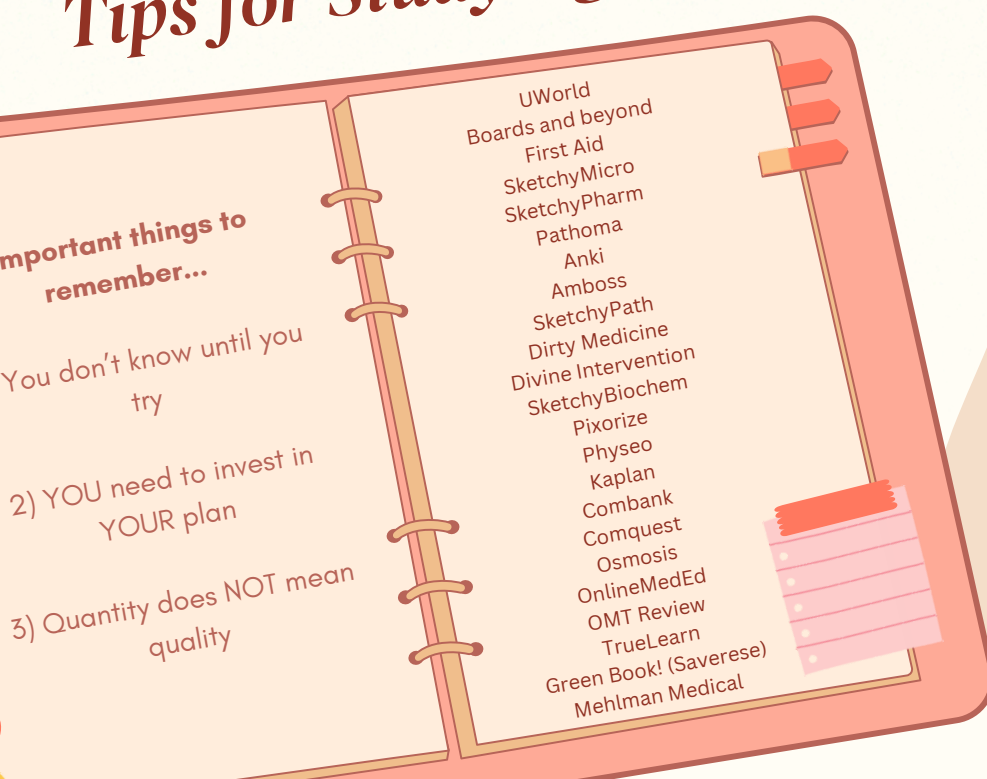 Tips for Studying
mportant things to
remember...
You don't know until you
try
2) YOU need to invest in
YOUR plan
3) Quantity does NOT mean
quality
UWorld
Boards and beyond
First Aid
SketchyMicro
SketchyPharm
Pathoma
Anki
Amboss
SketchyPath
Dirty Medicine
Divine Intervention
SketchyBiochem
Pixorize
Physeo
Kaplan
Combank
Comquest
Osmosis
OnlineMedEd
OMT Review
TrueLearn
Green Book! (Saverese)
Mehlman Medical